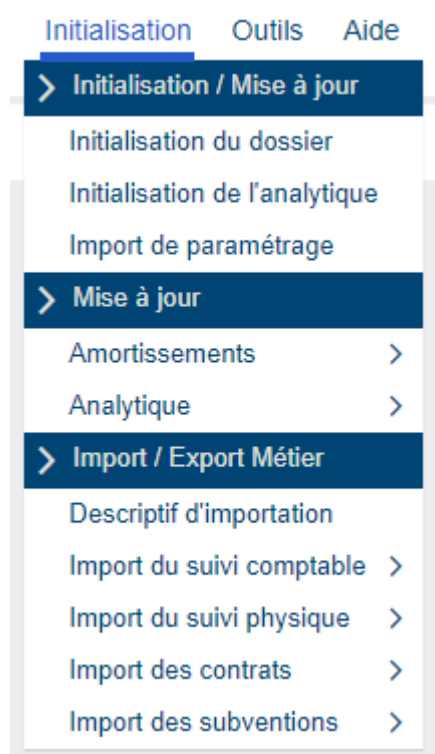 Initialisation Outils Aide
Initialisation / Mise à jour
Initialisation du dossier
Initialisation de l'analytique
Import de paramétrage
Mise à jour
Amortissements
Analytique
Import / Export Métier
Descriptif d'importation
Import du suivi comptable
Import du suivi physique
Import des contrats
Import des subventions